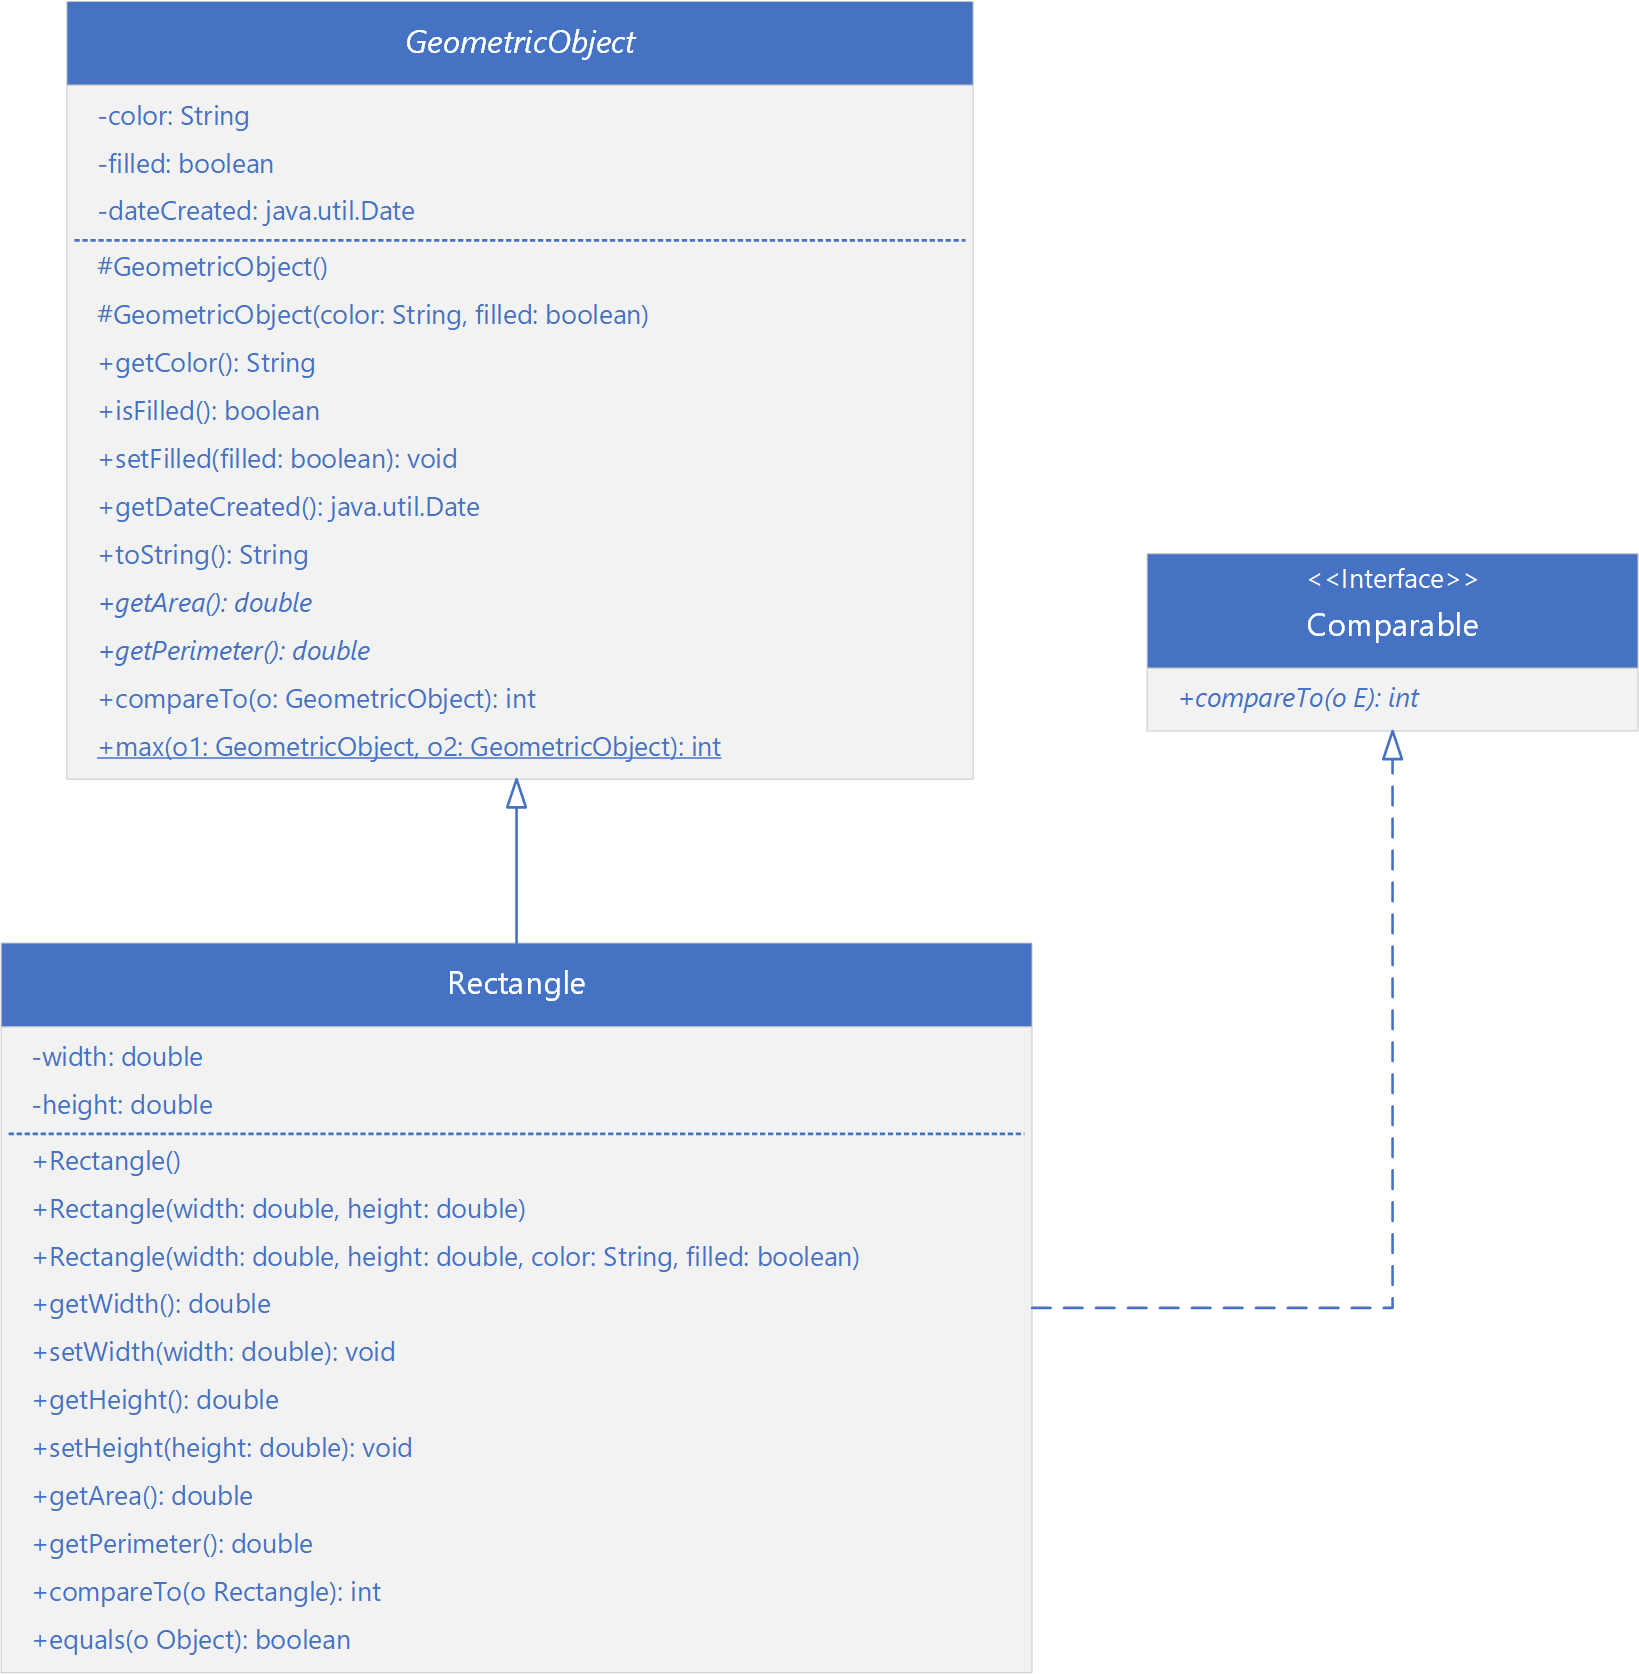 GeometricObject
-color: String
-filled: boolean
-dateCreated: java.util.Date
#GeometricObject()
#GeometricObject(color: String, filled: boolean)
+getColor(): String
+isFilled(): boolean
+setFilled(filled: boolean): void
+getDateCreated(): java.util.Date
+toString(): String
+getArea(): double
+getPerimeter(): double
+compareTo(o: GeometricObject): int
+max(o1: GeometricObject, o2: GeometricObject): int
<<Interface>>
Comparable
+compareTo(o E): int
Rectangle
-width: double
-height: double
+Rectangle()
+Rectangle(width: double, height: double)
+Rectangle(width: double, height: double, color: String, filled: boolean)
+getWidth(): double
+setWidth(width: double): void
+getHeight(): double
+setHeight(height: double): void
+getArea(): double
+getPerimeter(): double
+compareTo(o Rectangle): int
+equals(o Object): boolean